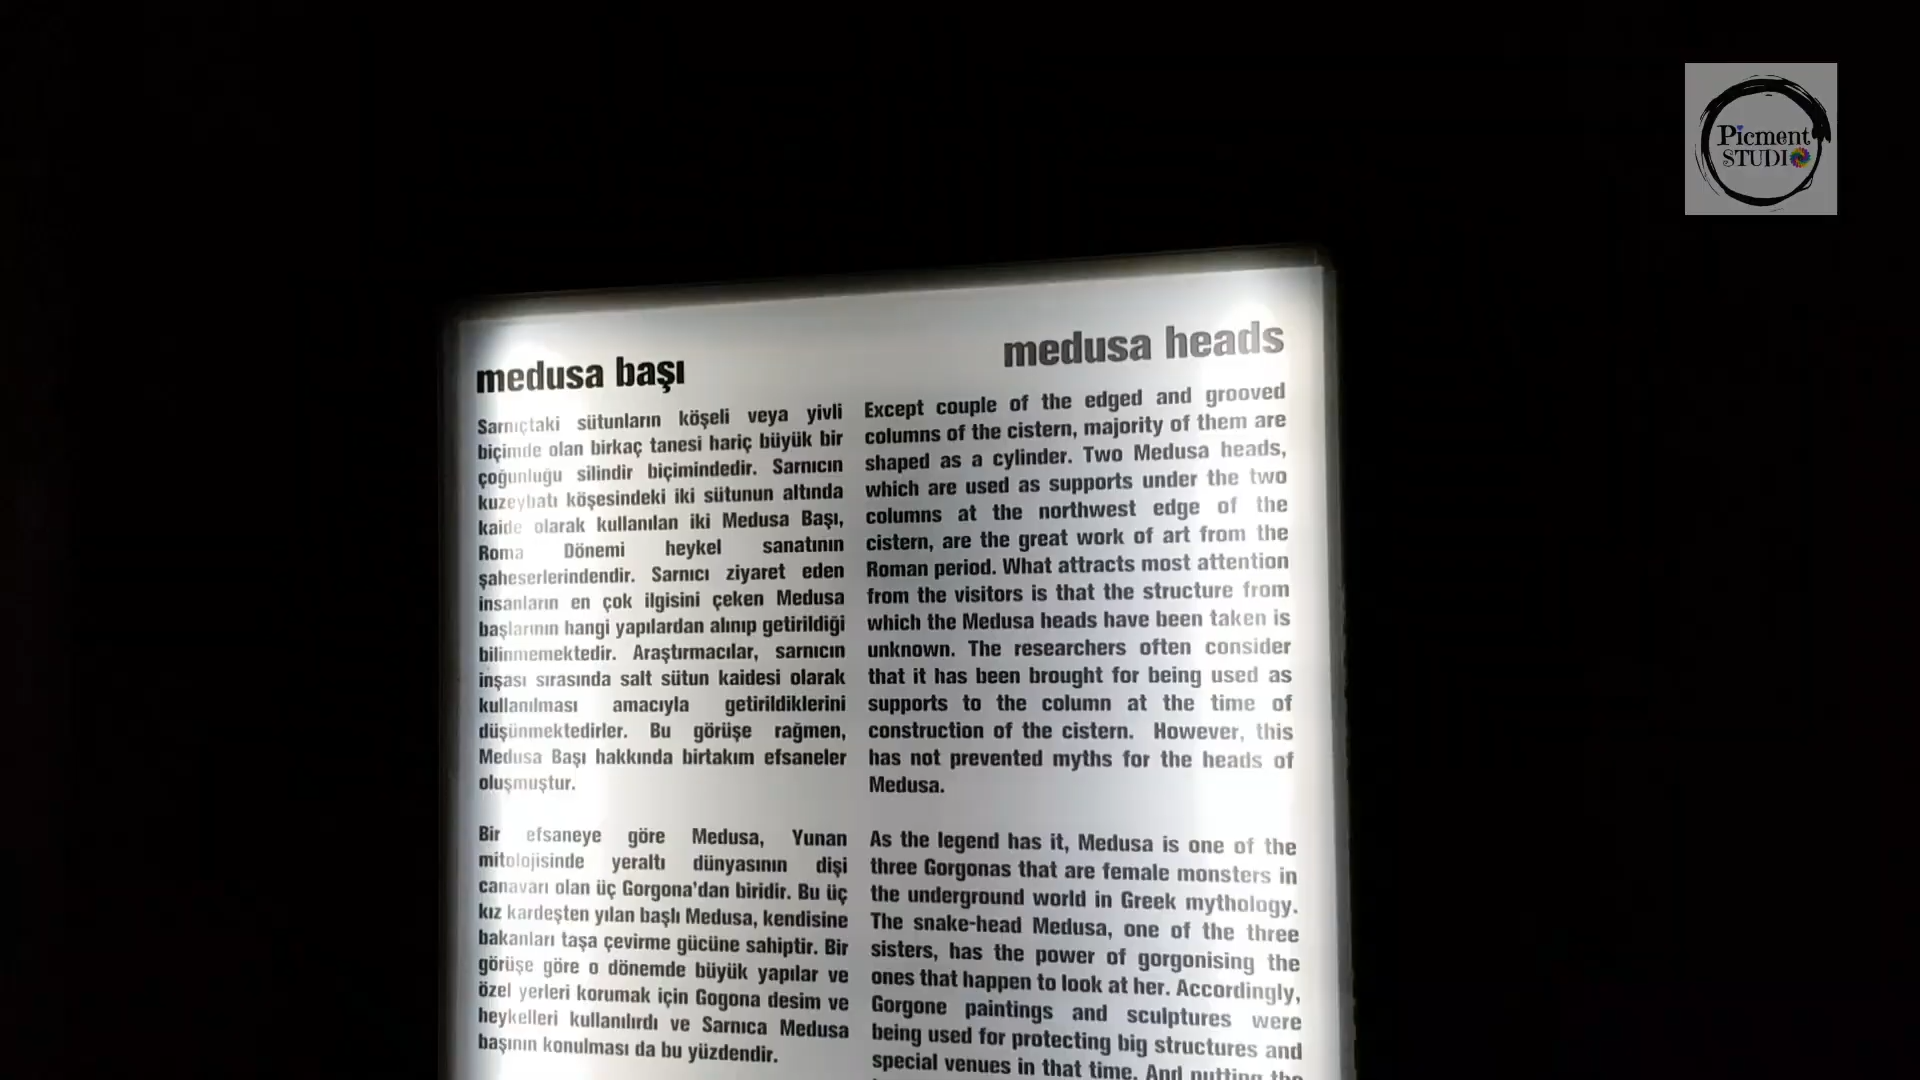 Picment
STUDIO
medusa başı
Sarnıçtaki sütunların köşeli veya yivli
biçimde olan birkaç tanesi hariç büyük bir
çoğunluğu silindir biçimindedir. Sarnıcın
kuzeybatı köşesindeki iki sütunun altında
kaide olarak kullanılan iki Medusa Başı,
Roma Dönemi heykel sanatının
şaheserlerindendir. Sarnıcı ziyaret eden
insanların en çok ilgisini çeken Medusa
başlarının hangi yapılardan alınıp getirildiği
bilinmemektedir. Araştırmacılar, sarnıcın
inşası sırasında salt sütun kaidesi olarak
kullanılması amacıyla getirildiklerini
düşünmektedirler. Bu görüşe rağmen,
Medusa Başı hakkında birtakım efsaneler
oluşmuştur.
Bir efsaneye göre Medusa, Yunan
mitolojisinde yeraltı dünyasının dişi
canavarı olan üç Gorgona'dan biridir. Bu üç
kız kardeşten yılan başlı Medusa, kendisine
bakanları taşa çevirme gücüne sahiptir. Bir
görüşe göre o dönemde büyük yapılar ve
özel yerleri korumak için Gogona desim ve
heykelleri kullanılırdı ve Sarnıca Medusa
başının konulması da bu yüzdendir.
medusa heads
Except couple of the edged and grooved
columns of the cistern, majority of them are
shaped as a cylinder. Two Medusa heads,
which are used as supports under the two
columns at the northwest edge of the
cistern, are the great work of art from the
Roman period. What attracts most attention
from the visitors is that the structure from
which the Medusa heads have been taken is
unknown. The researchers often consider
that it has been brought for being used as
supports to the column at the time of
construction of the cistern. However, this
has not prevented myths for the heads of
Medusa.
As the legend has it, Medusa is one of the
three Gorgonas that are female monsters in
the underground world in Greek mythology.
The snake-head Medusa, one of the three
sisters, has the power of gorgonising the
ones that happen to look at her. Accordingly,
Gorgone paintings and sculptures were
being used for protecting big structures and
special venues in that time. And putting the